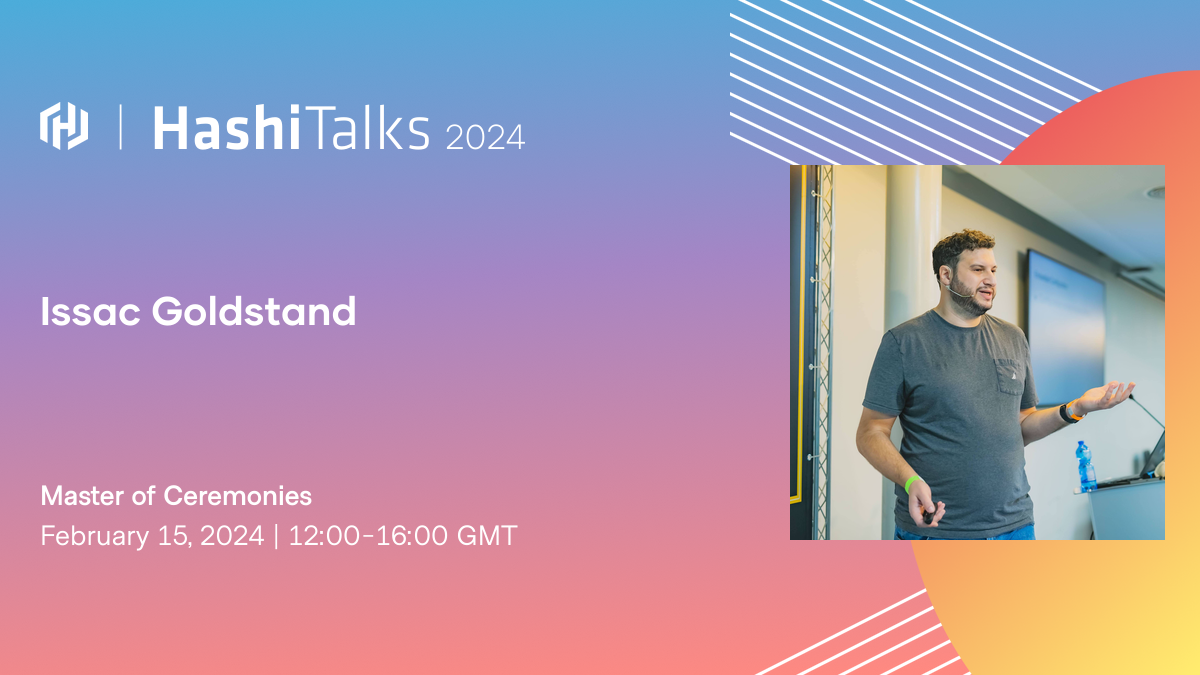 HashiTalks 2024
Issac Goldstand
Master of Ceremonies
February 15, 2024 | 12:00-16:00 GMT